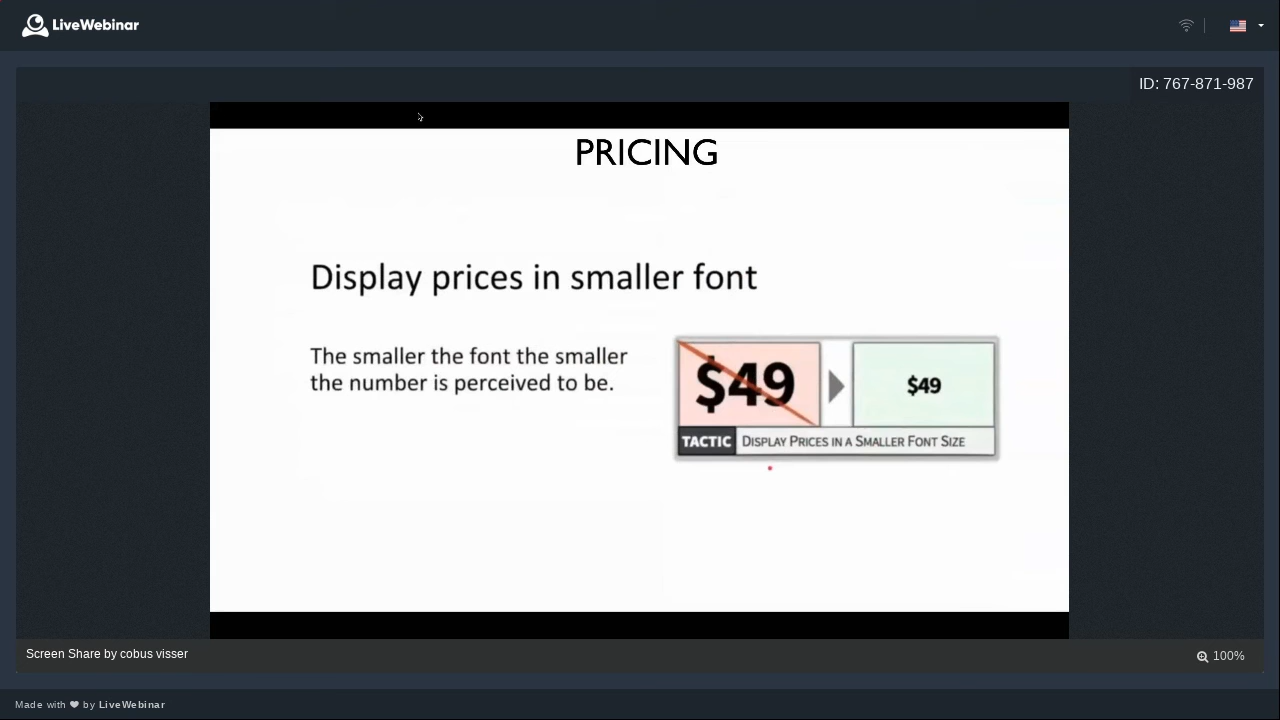 LiveWebinar
ID: 767-871-987
PRICING
Display prices in smaller font
The smaller the font the smaller
the number is perceived to be.
$49
$49
TACTIC DISPLAY PRICES IN A SMALLER FONT SIZE
Screen Share by cobus visser
100%
Made with ❤ by LiveWebinar